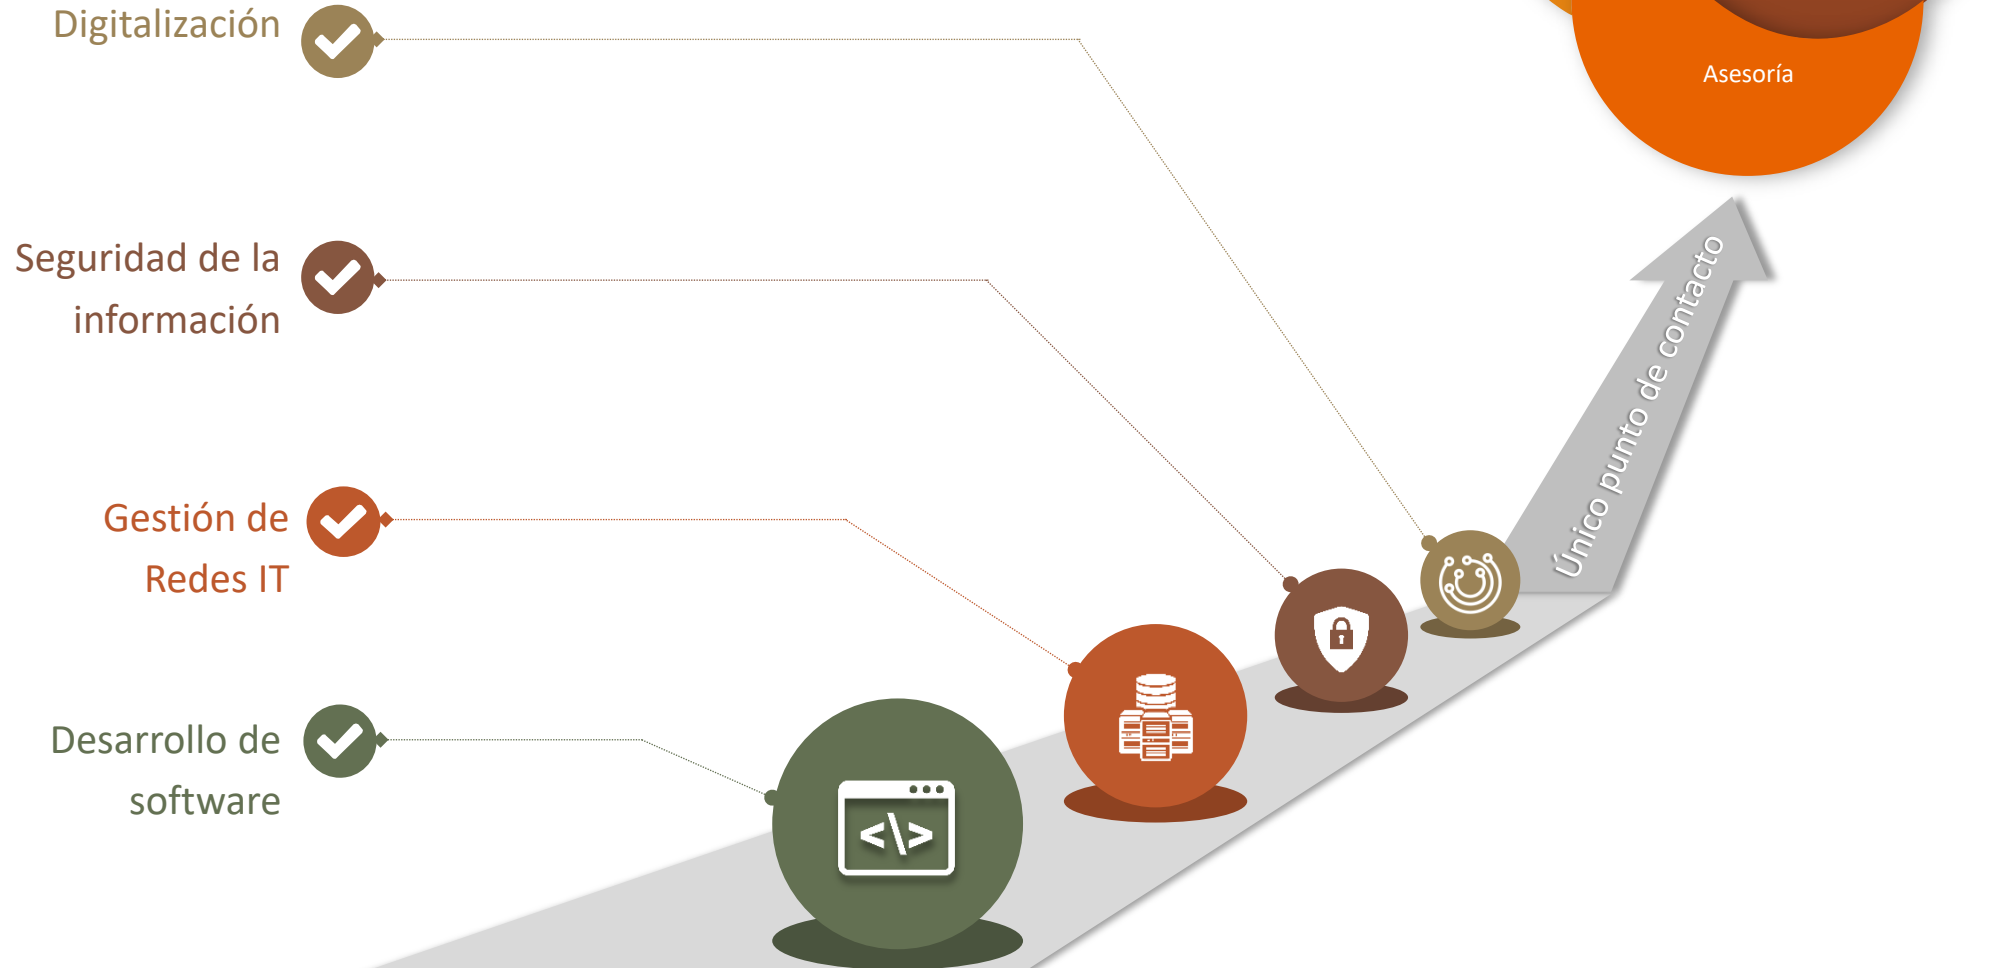 Digitalización
Asesoría
Seguridad de la
información
Único punto de contacto
Gestión de
Redes IT
Desarrollo de
software
<\>